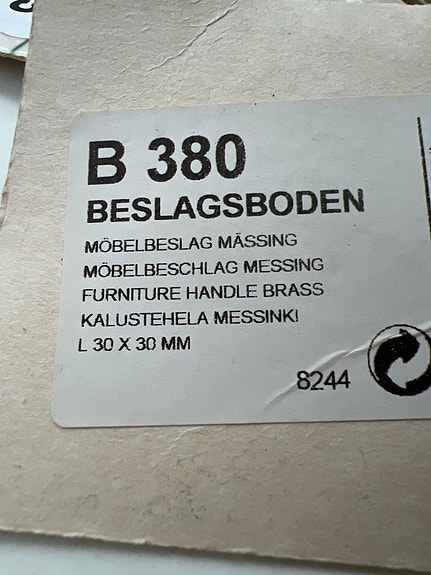 B 380
BESLAGSBODEN
MÖBELBESLAG MÄSSING
MÖBELBESCHLAG MESSING
FURNITURE HANDLE BRASS
KALUSTEHELA MESSINKI
L 30 X 30 MM
8244